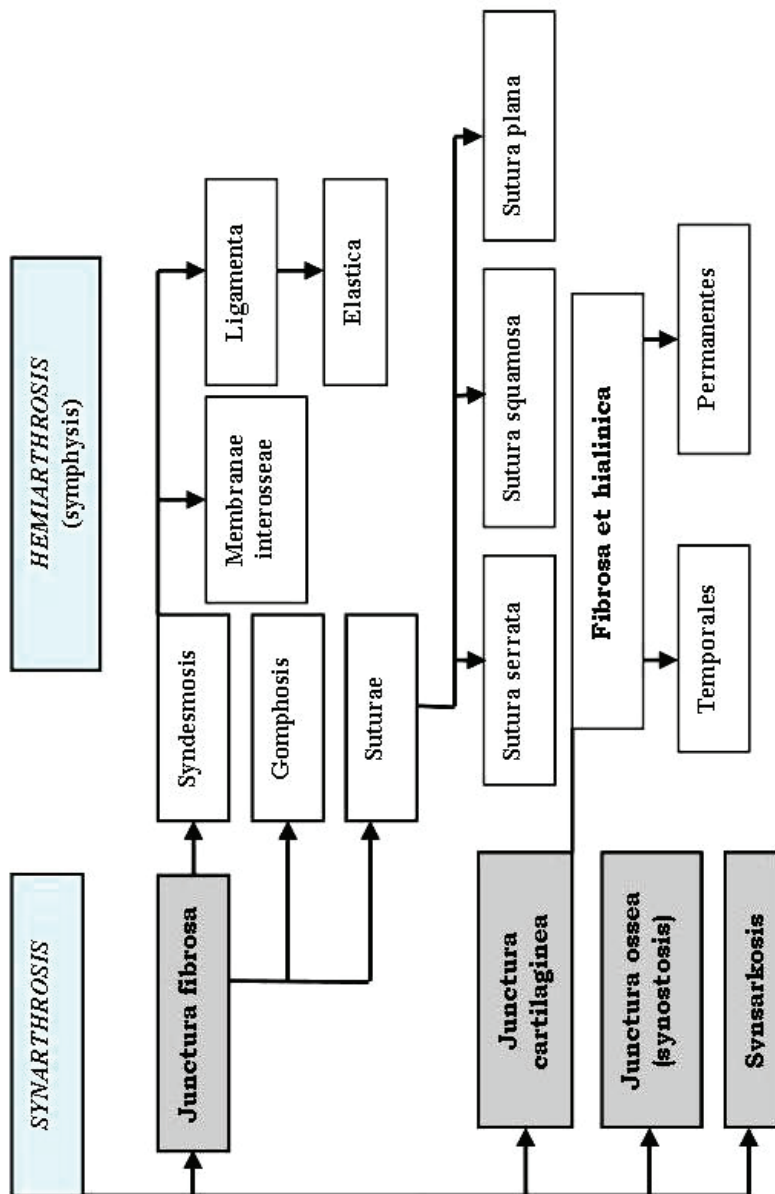 SYNARTHROSIS
HEMIARTHROSIS
(symphysis)
Junctura fibrosa
Syndesmosis
Membranae
interosseae
Ligamenta
Elastica
Gomphosis
Suturae
Sutura serrata
Sutura squamosa
Sutura plana
Junctura
cartilaginea
Fibrosa et hialinica
Temporales
Permanentes
Junctura ossea
(synostosis)
Synsarkosis